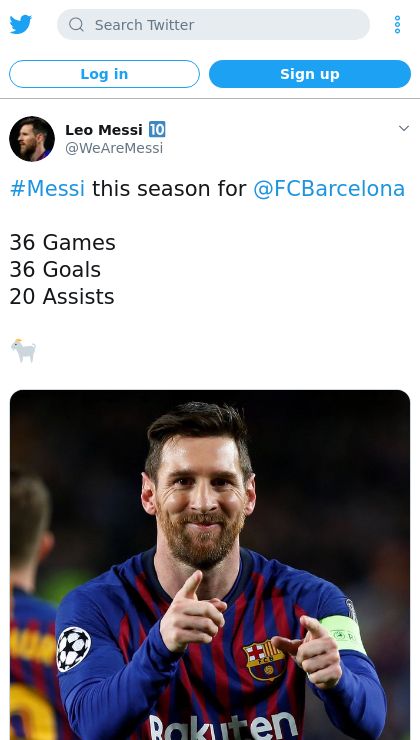 Search Twitter
Log in
Sign up
Leo Messi 🔟
@WeAreMessi
#Messi this season for @FCBarcelona
36 Games
36 Goals
20 Assists
🐐
FCB
Rakuten